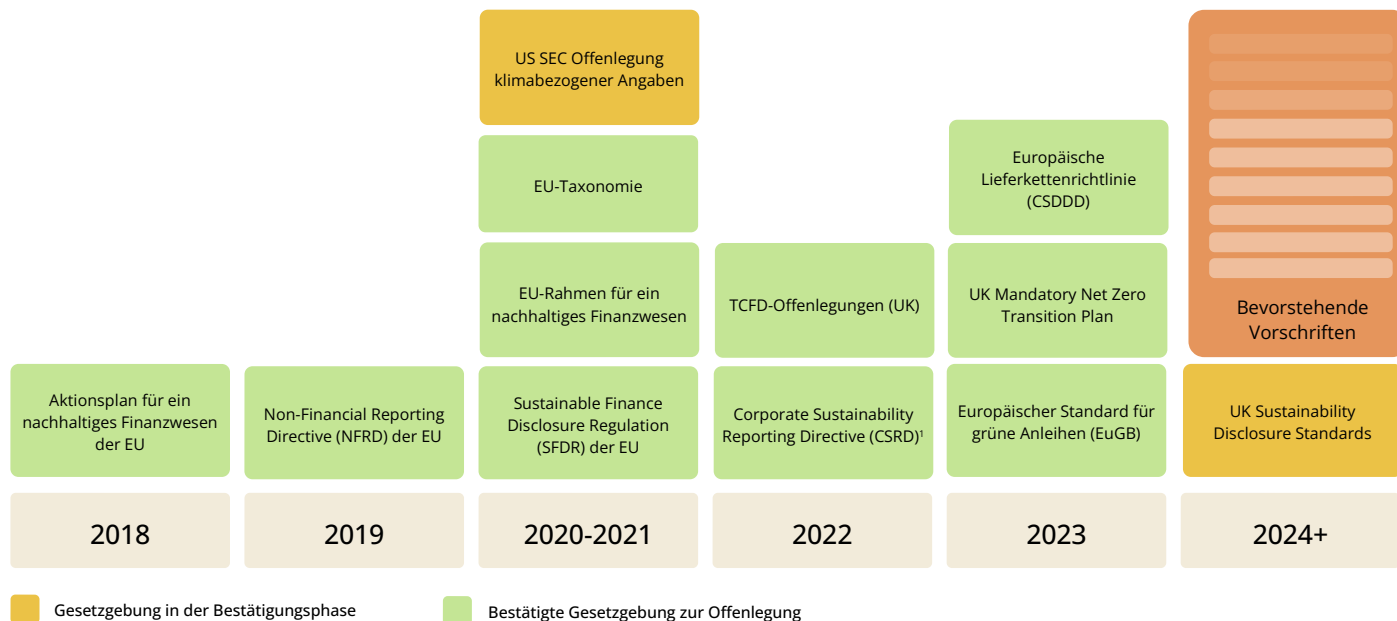 US SEC Offenlegung
klimabezogener Angaben
EU-Taxonomie
Europäische
Lieferkettenrichtlinie
(CSDDD)
EU-Rahmen für ein
nachhaltiges Finanzwesen
TCFD-Offenlegungen (UK)
UK Mandatory Net Zero
Transition Plan
Bevorstehende
Vorschriften
Aktionsplan für ein
nachhaltiges Finanzwesen
der EU
Non-Financial Reporting
Directive (NFRD) der EU
Sustainable Finance
Disclosure Regulation
(SFDR) der EU
Corporate Sustainability
Reporting Directive (CSRD)¹
Europäischer Standard für
grüne Anleihen (EuGB)
UK Sustainability
Disclosure Standards
2018
2019
2020-2021
2022
2023
2024+
Gesetzgebung in der Bestätigungsphase
Bestätigte Gesetzgebung zur Offenlegung